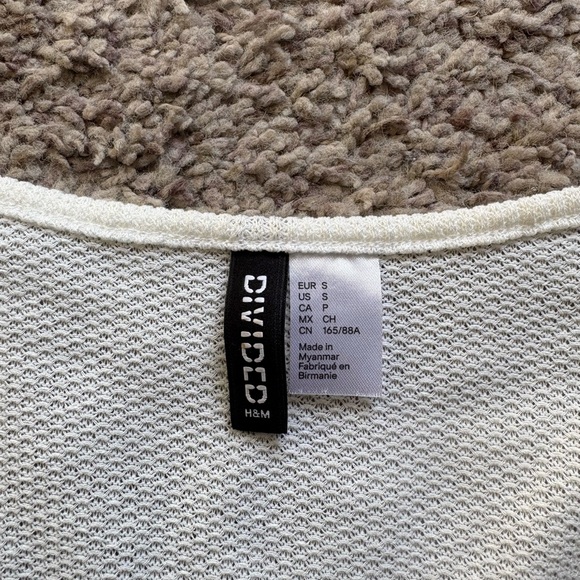 DIVIDED
H&M
EUR S
US S
CA P
MX CH
CN 165/88A
Made in
Myanmar
Fabriqué en
Birmanie